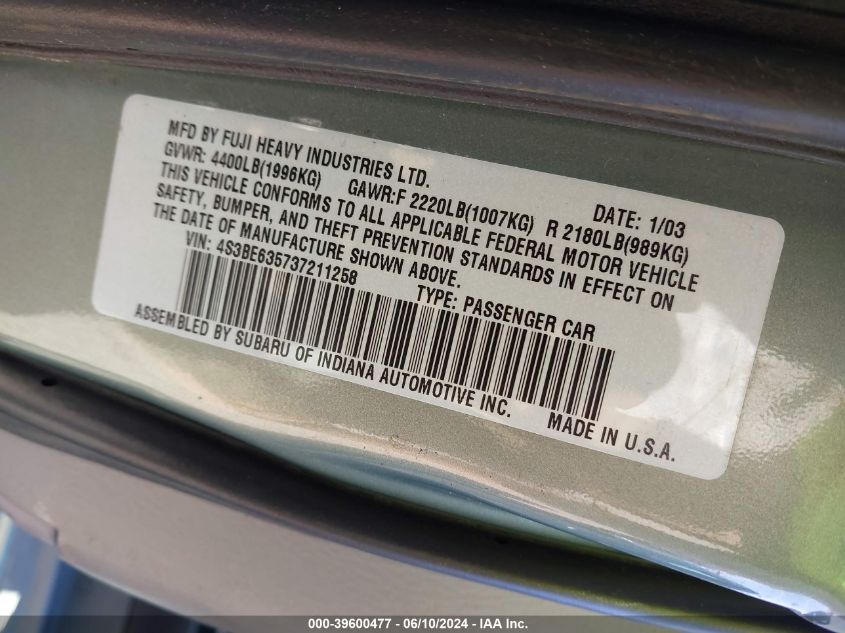 MFD BY FUJI HEAVY INDUSTRIES LTD. DATE: 1/03
GVWR: 4400LB(1996KG) GAWR:F 2220LB(1007KG) R 2180LB(989KG)
THIS VEHICLE CONFORMS TO ALL APPLICABLE FEDERAL MOTOR VEHICLE
SAFETY, BUMPER, AND THEFT PREVENTION STANDARDS IN EFFECT ON
THE DATE OF MANUFACTURE SHOWN ABOVE.
VIN: 4S3BE635737211258 TYPE: PASSENGER CAR
ASSEMBLED BY SUBARU OF INDIANA AUTOMOTIVE INC. MADE IN U.S.A.
000-39600477 - 06/10/2024 - IAA Inc.